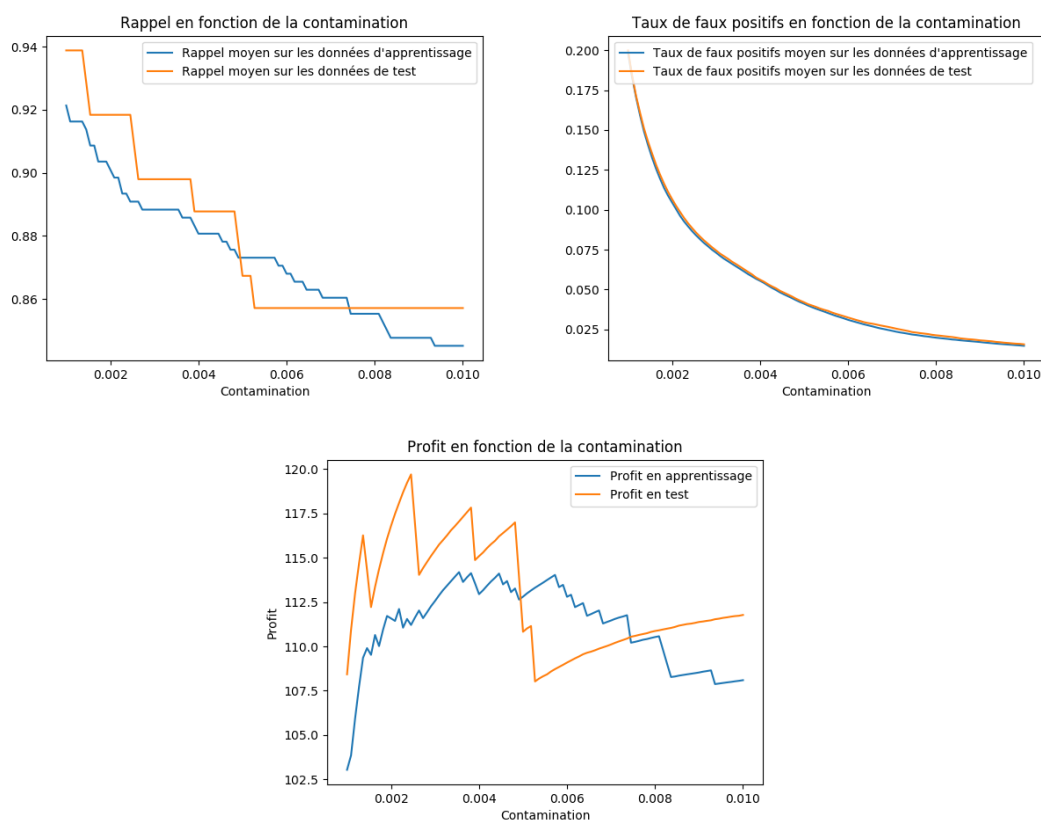 Rappel en fonction de la contamination
Rappel moyen sur les données d'apprentissage
Rappel moyen sur les données de test
0.94
0.92
0.90
0.88
0.86
0.002
0.004
0.006
0.008
0.010
Contamination
Taux de faux positifs en fonction de la contamination
Taux de faux positifs moyen sur les données d'apprentissage
Taux de faux positifs moyen sur les données de test
0.200
0.175
0.150
0.125
0.100
0.075
0.050
0.025
0.002
0.004
0.006
0.008
0.010
Contamination
Profit en fonction de la contamination
Profit en apprentissage
Profit en test
120.0
117.5
115.0
112.5
110.0
107.5
105.0
102.5
Profit
0.002
0.004
0.006
0.008
0.010
Contamination